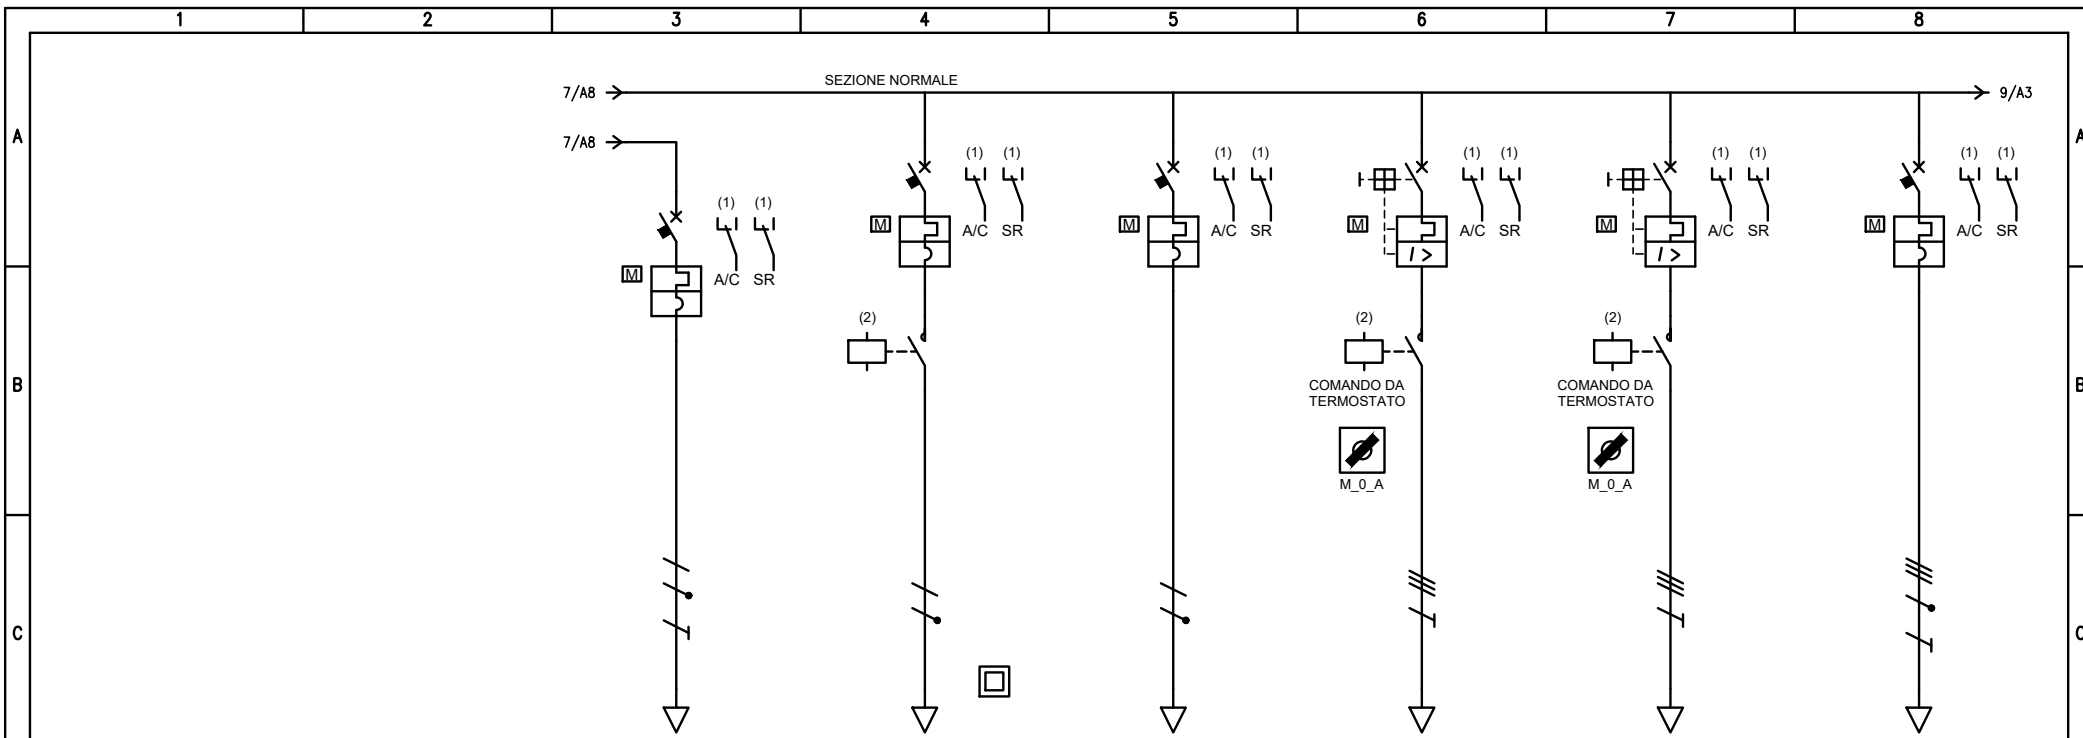 1 2 3 4 5 6 7 8
SEZIONE NORMALE
7/A8 9/A3
A A
7/A8
(1) (1) (1) (1) (1) (1) (1) (1) (1) (1)
(1) (1)
M A/C SR M A/C SR M A/C SR M A/C SR M A/C SR
I > I >
M A/C SR
(2) (2) (2)
B B
COMANDO DA COMANDO DA
TERMOSTATO TERMOSTATO
M_0_A M_0_A
C C